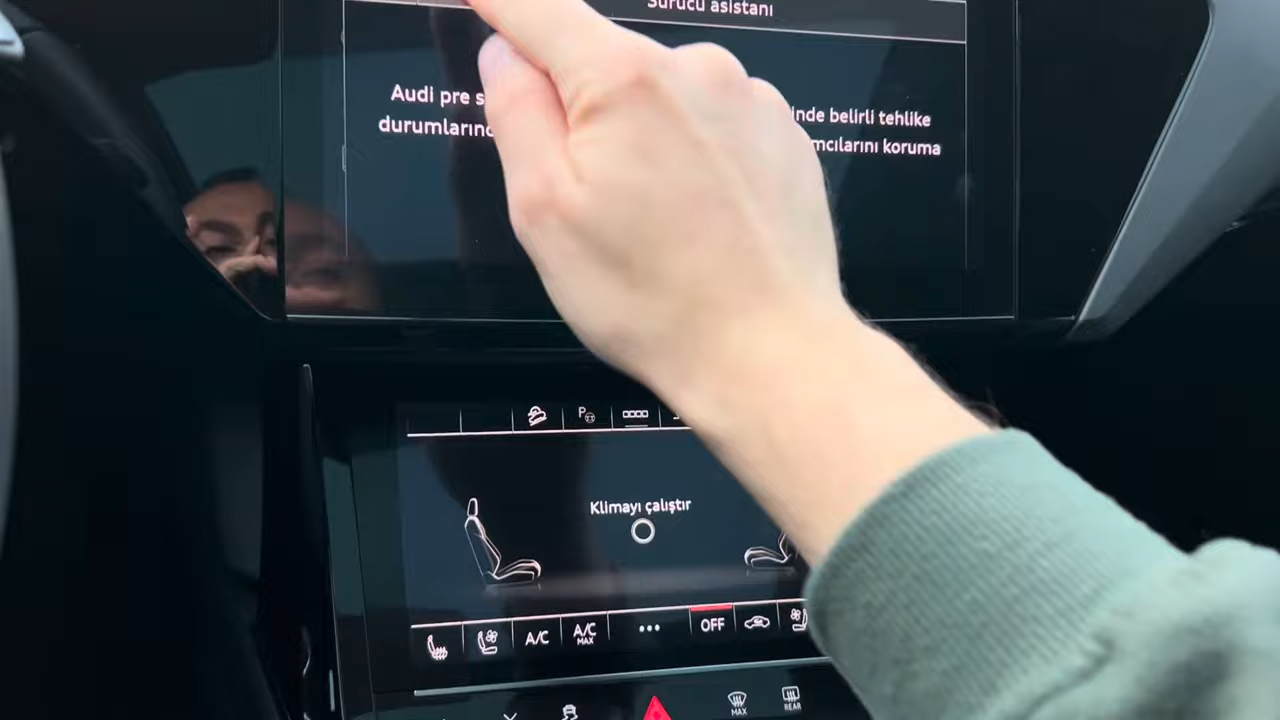 Sürücü asistanı
Audi pre s
inde belirli tehlike
durumlarınd
mcılarını koruma
P
Klimayı çalıştır
A/C
A/C
MAX
OFF
MAX
REAR